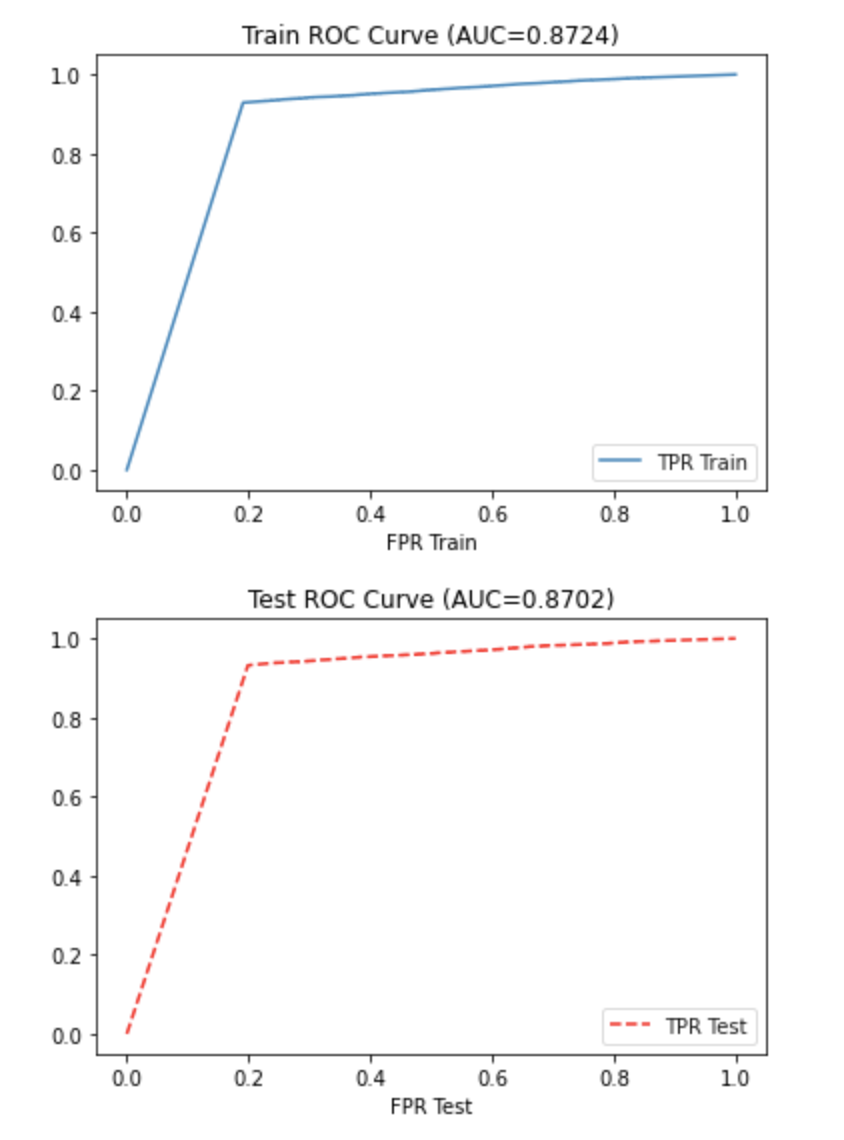 Train ROC Curve (AUC=0.8724)
1.0
0.8
0.6
0.4
0.2
0.0
TPR Train
0.0 0.2 0.4 0.6 0.8 1.0
FPR Train
Test ROC Curve (AUC=0.8702)
1.0
0.8
0.6
0.4
0.2
0.0
TPR Test
0.0 0.2 0.4 0.6 0.8 1.0
FPR Test